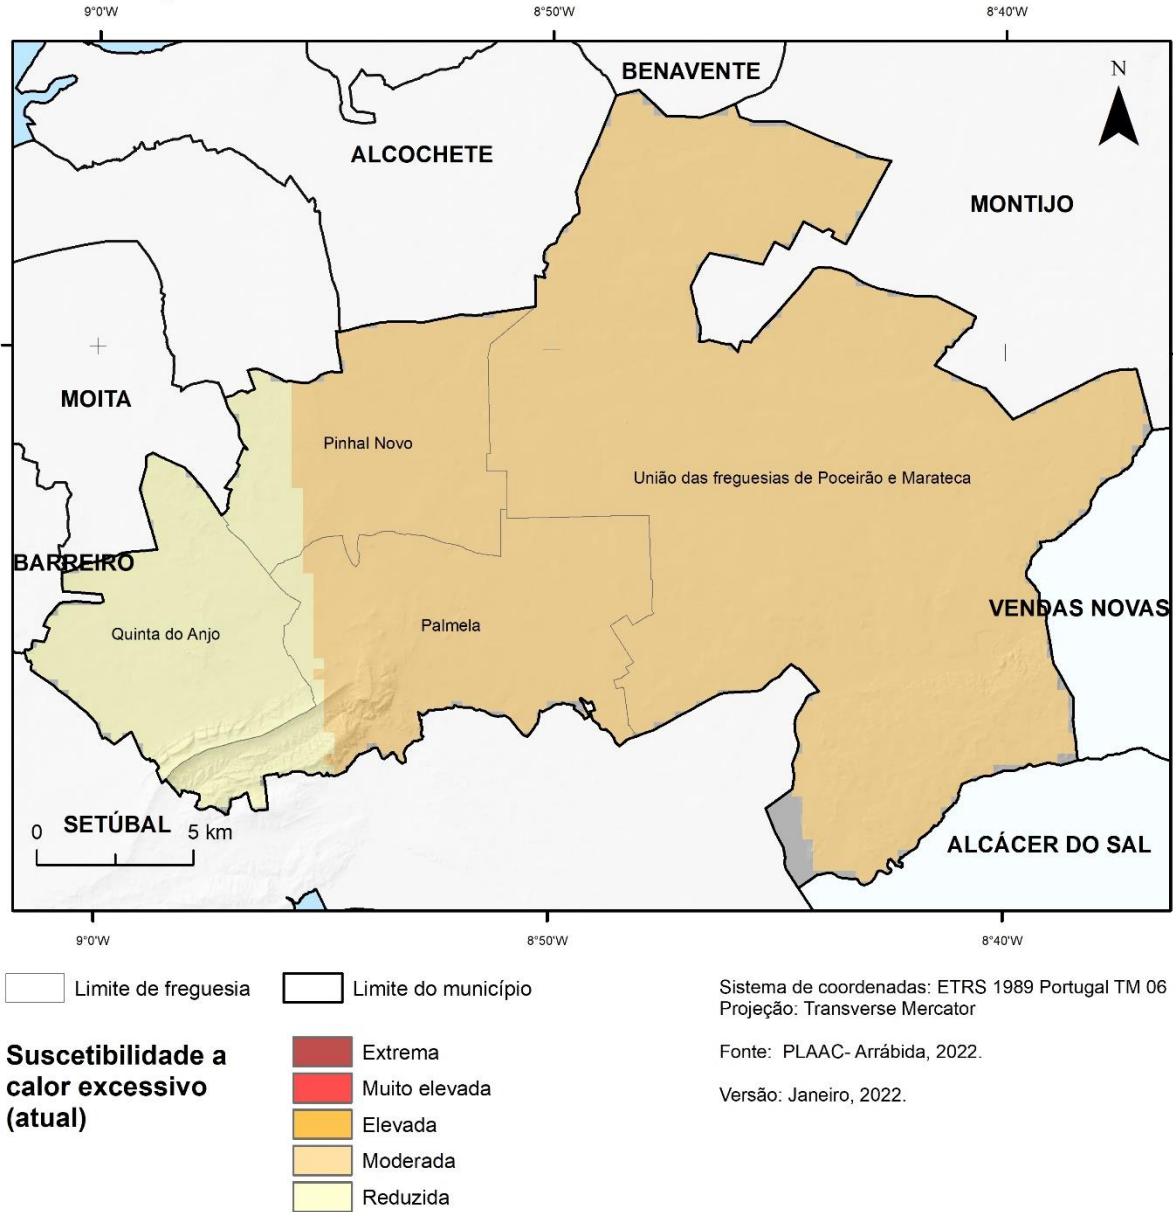 9°0'W
8°50'W
8°40'W
BENAVENTE
N
ALCOCHETE
MONTIJO
MOITA
Pinhal Novo
União das freguesias de Poceirão e Marateca
BARREIRO
VENDAS NOVAS
Quinta do Anjo
Palmela
SETÚBAL
0 5 km
ALCÁCER DO SAL
9°0'W
8°50'W
8°40'W
Limite de freguesia
Limite do município
Sistema de coordenadas: ETRS 1989 Portugal TM 06
Projeção: Transverse Mercator
Fonte: PLAAC- Arrábida, 2022.
Versão: Janeiro, 2022.
Suscetibilidade a
calor excessivo
(atual)
Extrema
Muito elevada
Elevada
Moderada
Reduzida